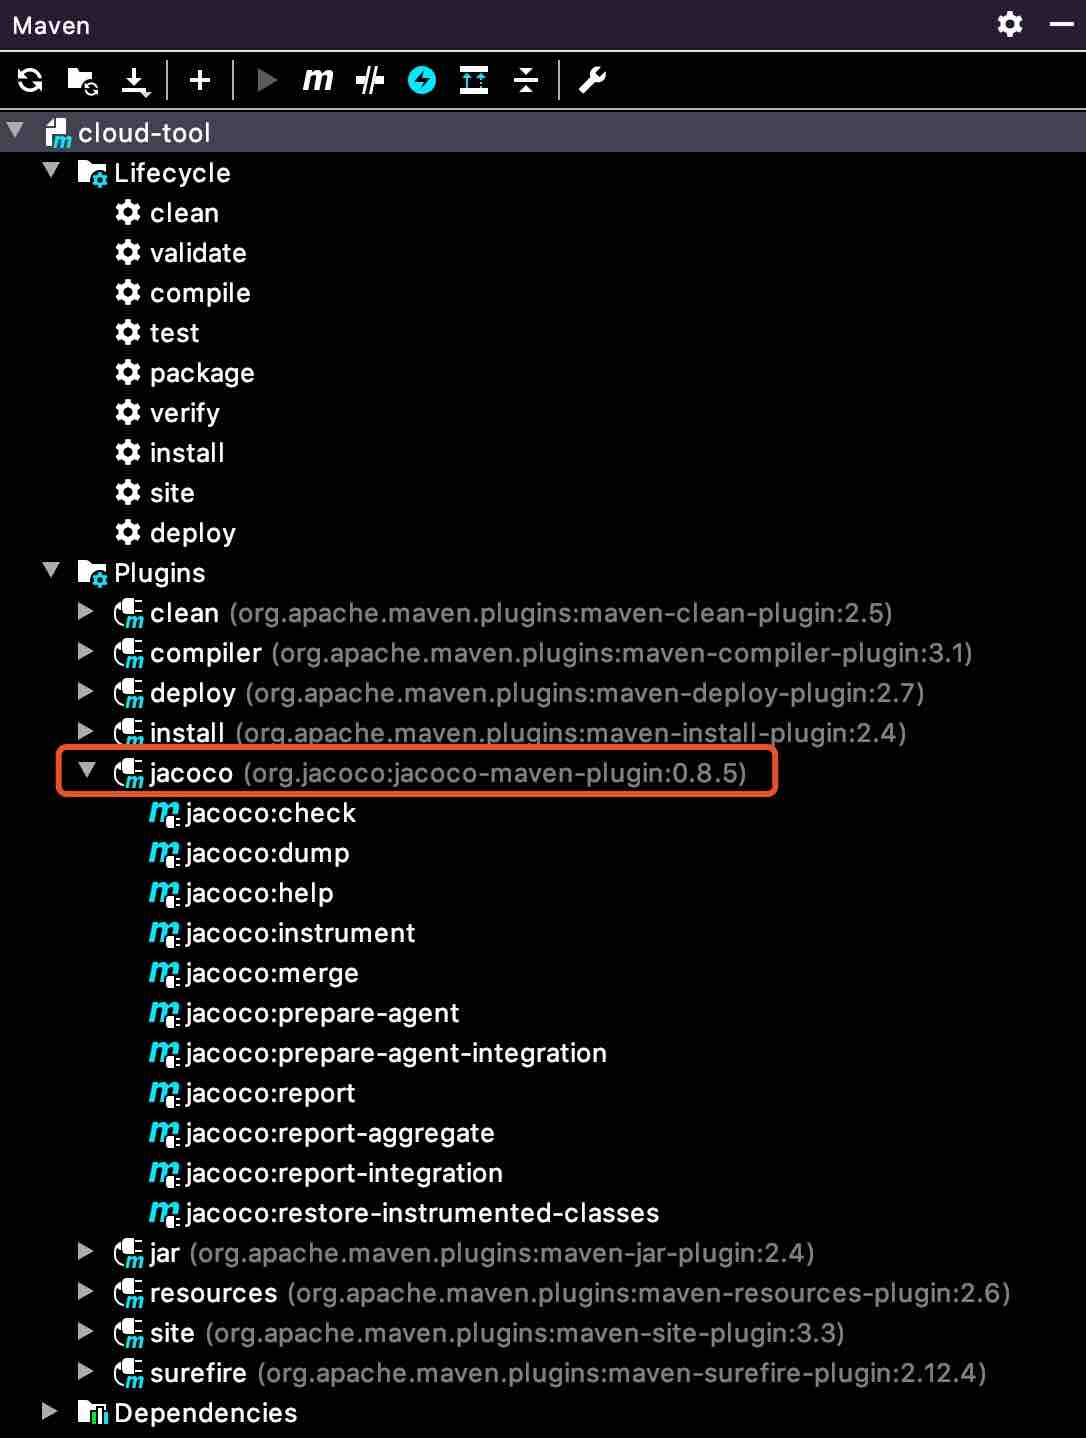 Maven
cloud-tool
Lifecycle
clean
validate
compile
test
package
verify
install
site
deploy
Plugins
clean (org.apache.maven.plugins:maven-clean-plugin:2.5)
compiler (org.apache.maven.plugins:maven-compiler-plugin:3.1)
deploy (org.apache.maven.plugins:maven-deploy-plugin:2.7)
install (org.apache.maven.plugins:maven-install-plugin:2.4)
jacoco (org.jacoco:jacoco-maven-plugin:0.8.5)
jacoco:check
jacoco:dump
jacoco:help
jacoco:instrument
jacoco:merge
jacoco:prepare-agent
jacoco:prepare-agent-integration
jacoco:report
jacoco:report-aggregate
jacoco:report-integration
jacoco:restore-instrumented-classes
jar (org.apache.maven.plugins:maven-jar-plugin:2.4)
resources (org.apache.maven.plugins:maven-resources-plugin:2.6)
site (org.apache.maven.plugins:maven-site-plugin:3.3)
surefire (org.apache.maven.plugins:maven-surefire-plugin:2.12.4)
Dependencies